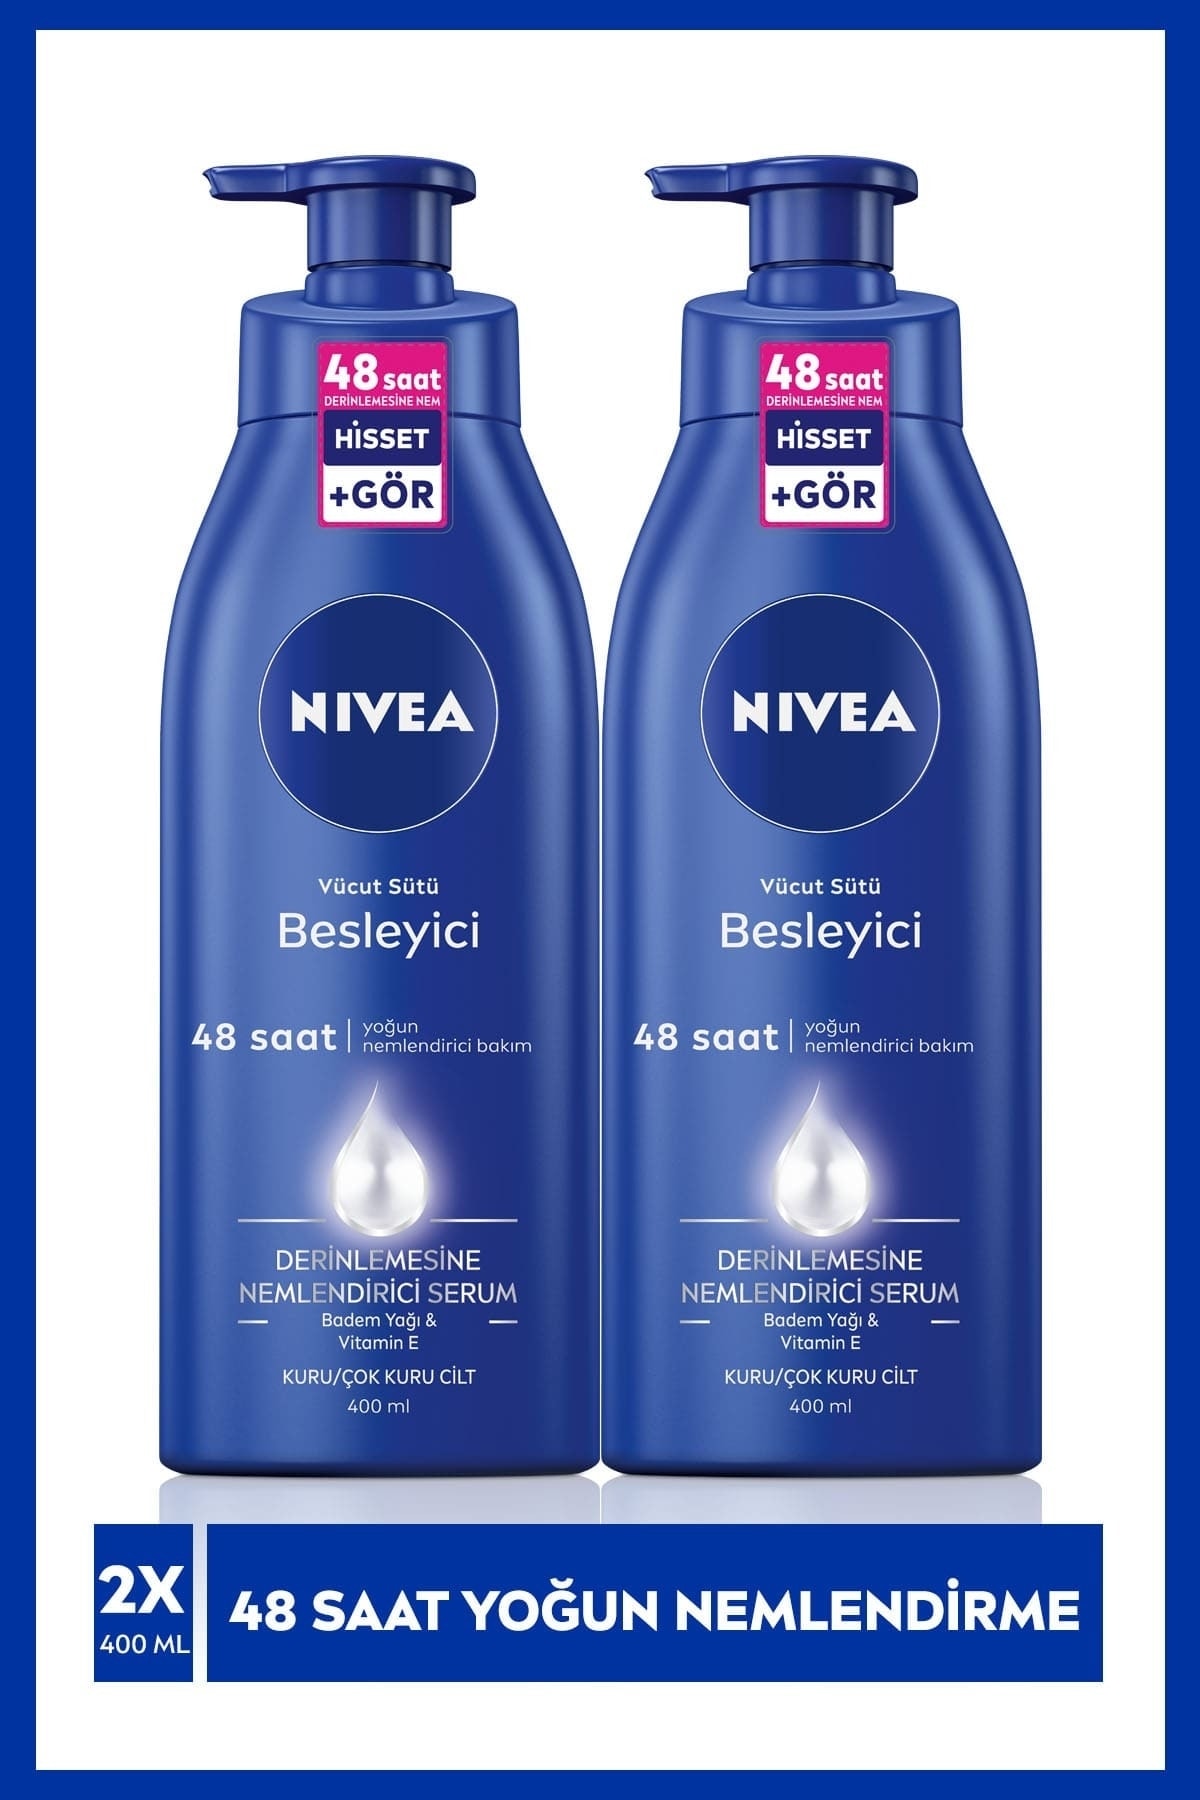 48 saat
DERİNLEMESİNE NEM
HİSSET
+GÖR
NIVEA
Vücut Sütü
Besleyici
48 saat | yoğun
nemlendirici bakım
DERİNLEMESİNE
NEMLENDİRİCİ SERUM
Badem Yağı &
Vitamin E
KURU/ÇOK KURU CİLT
400 ml
48 saat
DERİNLEMESİNE NEM
HİSSET
+GÖR
NIVEA
Vücut Sütü
Besleyici
48 saat | yoğun
nemlendirici bakım
DERİNLEMESİNE
NEMLENDİRİCİ SERUM
Badem Yağı &
Vitamin E
KURU/ÇOK KURU CİLT
400 ml
2X
400 ML
48 SAAT YOĞUN NEMLENDİRME